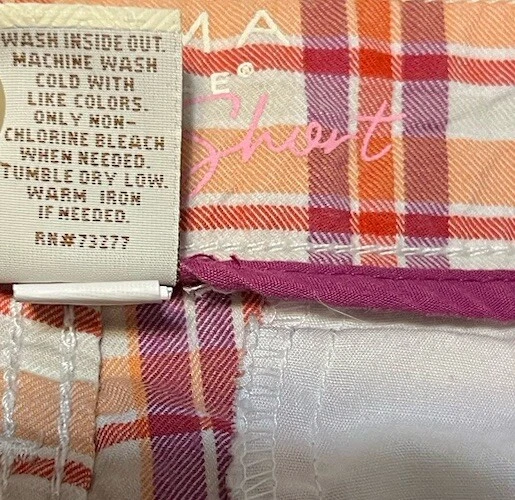 WASH INSIDE OUT.
MACHINE WASH
COLD WITH
LIKE COLORS.
ONLY NON-
CHLORINE BLEACH
WHEN NEEDED.
TUMBLE DRY LOW.
WARM IRON
IF NEEDED.
RN#73277
MA
E®
Short